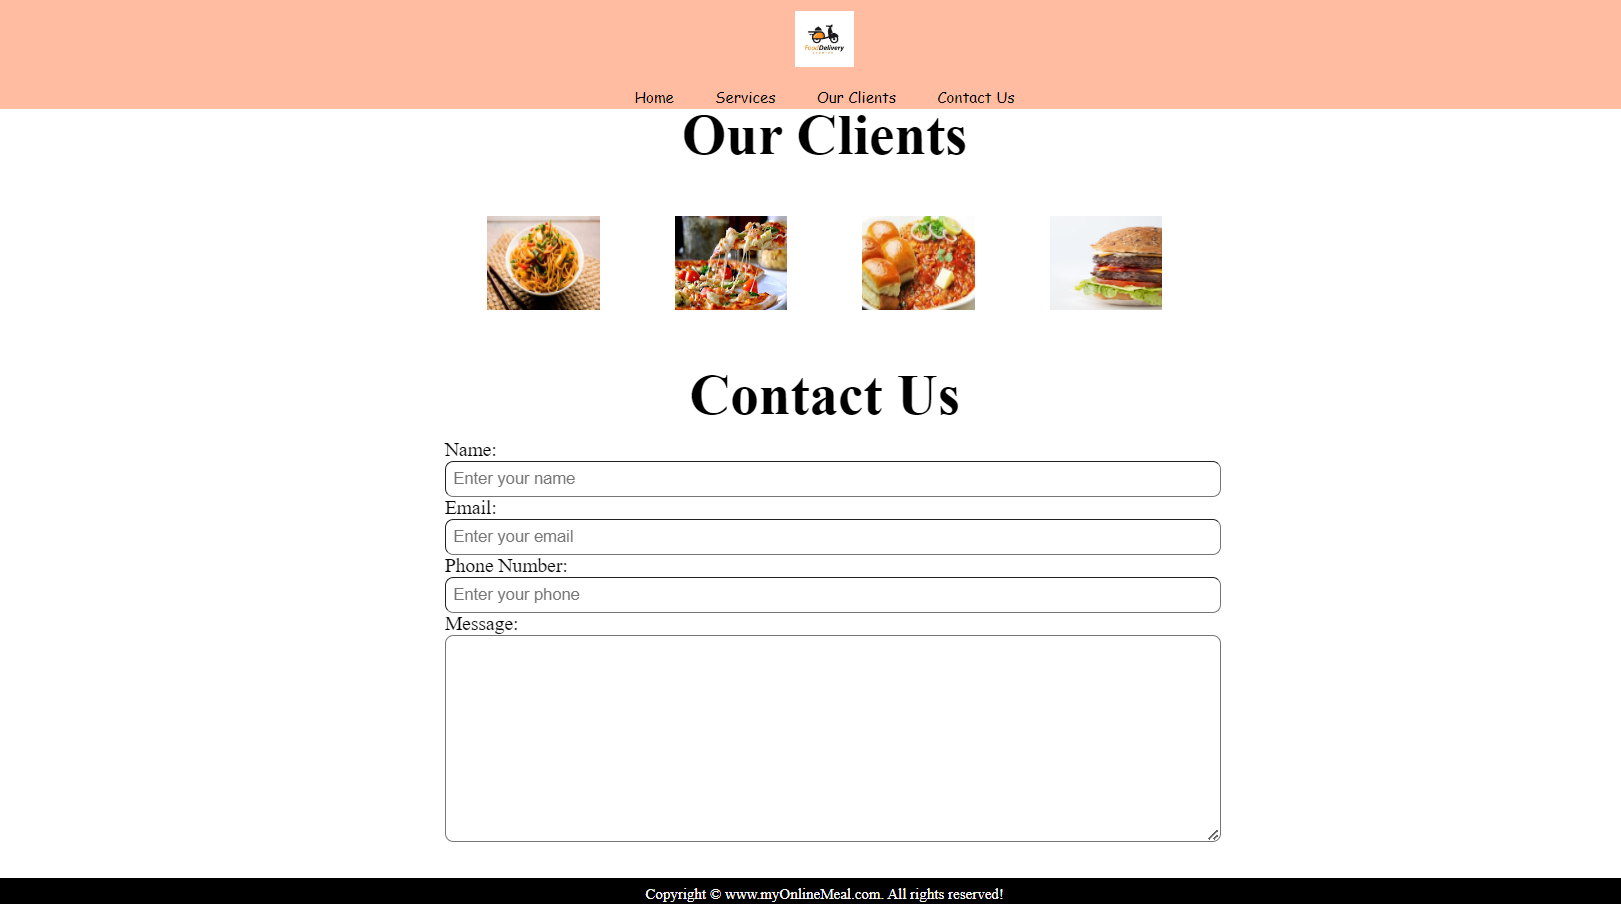 FoodDelivery
Home Services Our Clients Contact Us
Our Clients
Contact Us
Name:
Enter your name
Email:
Enter your email
Phone Number:
Enter your phone
Message:
Copyright © www.myOnlineMeal.com. All rights reserved!